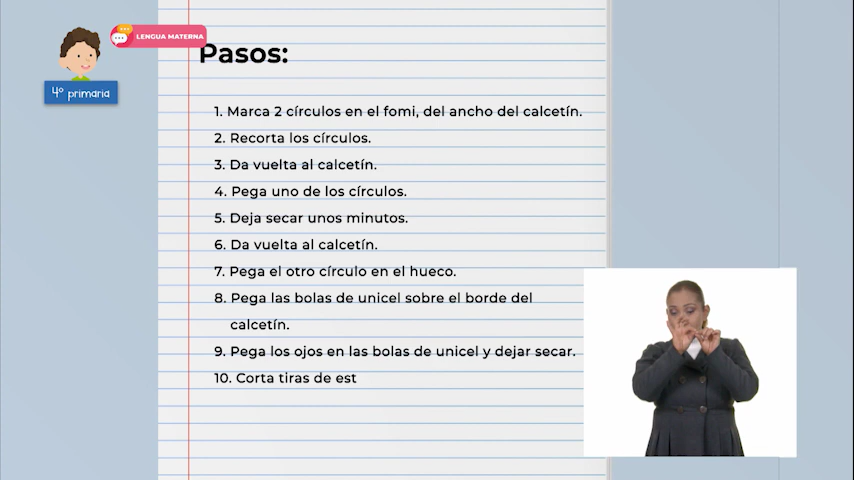 LENGUA MATERNA
4º primaria
Pasos:
1. Marca 2 círculos en el fomi, del ancho del calcetín.
2. Recorta los círculos.
3. Da vuelta al calcetín.
4. Pega uno de los círculos.
5. Deja secar unos minutos.
6. Da vuelta al calcetín.
7. Pega el otro círculo en el hueco.
8. Pega las bolas de unicel sobre el borde del
calcetín.
9. Pega los ojos en las bolas de unicel y dejar secar.
10. Corta tiras de est